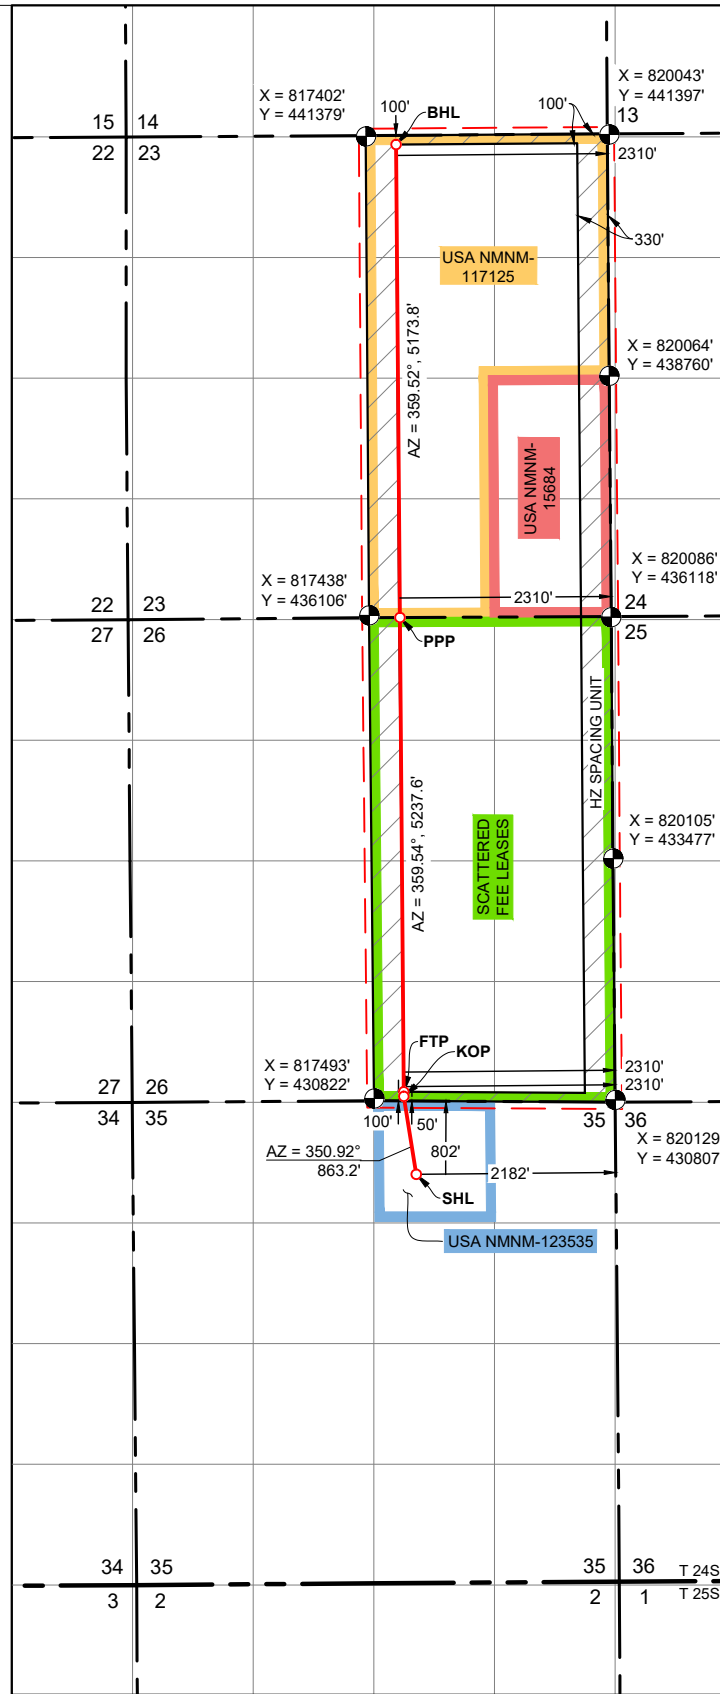 X = 817402'
Y = 441379'
X = 820043'
Y = 441397'
15 14
22 23
100'
BHL
100'
13
2310'
330'
USA NMNM-
117125
AZ = 359.52°, 5173.8'
X = 820064'
Y = 438760'
USA NMNM-
15684
X = 820086'
Y = 436118'
X = 817438'
Y = 436106'
2310'
24
25
22 23
27 26
PPP
HZ SPACING UNIT
AZ = 359.54°, 5237.6'
SCATTERED
FEE LEASES
X = 820105'
Y = 433477'
FTP
KOP
X = 817493'
Y = 430822'
2310'
2310'
27 26
34 35
35 36
100'
50'
802'
AZ = 350.92°
863.2'
2182'
X = 820129
Y = 430807
SHL
USA NMNM-123535
34 35
3 2
35 36
2 1
T 24S
T 25S